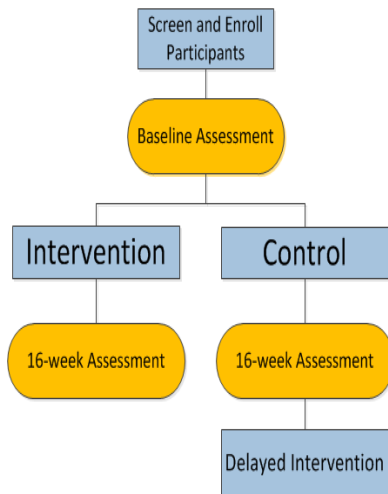 Screen and Enroll
Participants
Baseline Assessment
Intervention
Control
16-week Assessment
16-week Assessment
Delayed Intervention